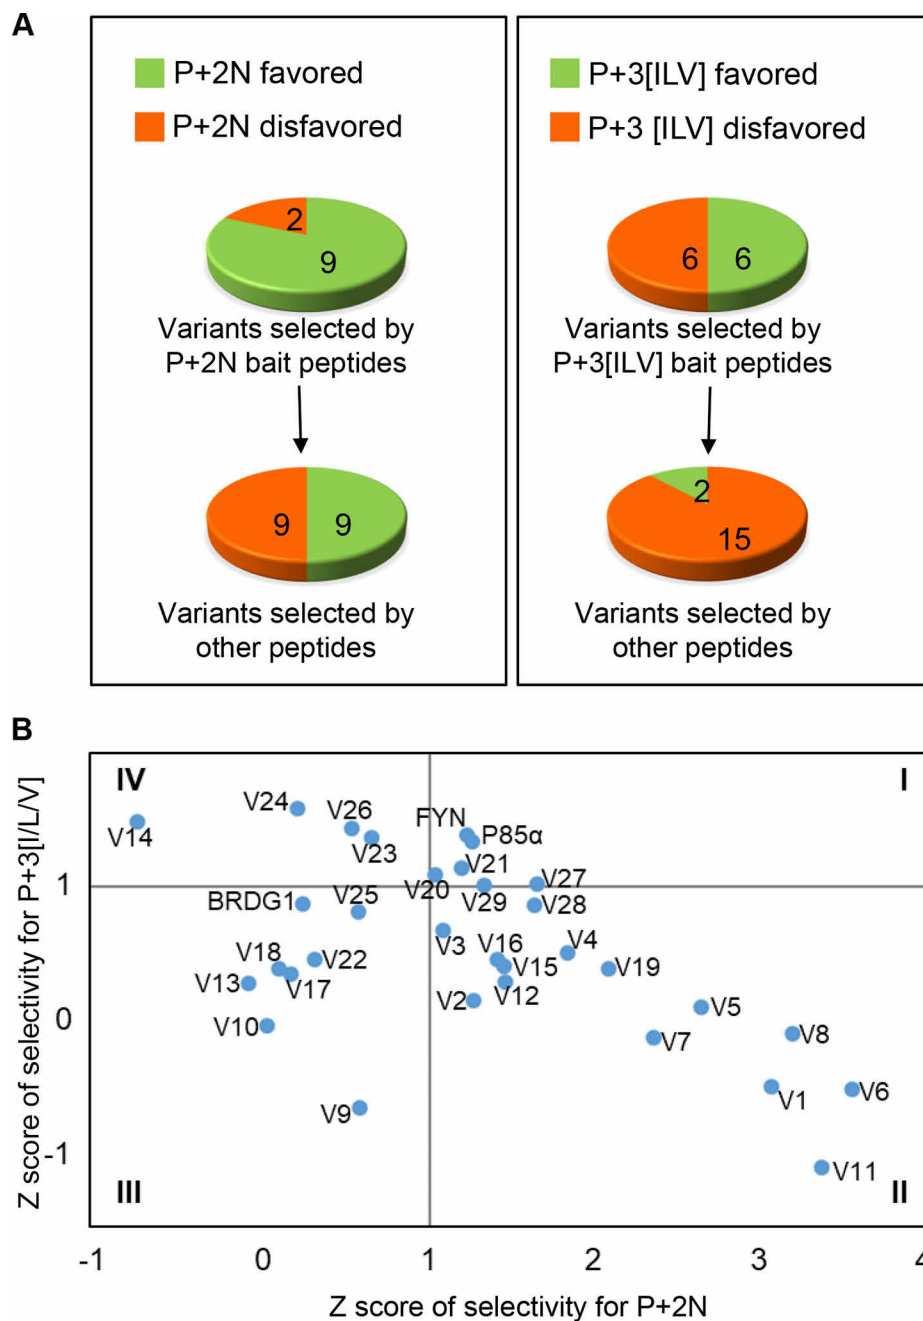 A
P+2N favored
P+2N disfavored
2
9
Variants selected by
P+2N bait peptides
9
9
Variants selected by
other peptides
P+3[ILV] favored
P+3 [ILV] disfavored
6
6
Variants selected by
P+3[ILV] bait peptides
2
15
Variants selected by
other peptides
B
Z score of selectivity for P+3[I/L/V]
1
0
-1
IV
I
V24
V26
V14
V23
FYN
P85α
V21
V20
V27
V29
V28
BRDG1
V25
V3
V16
V4
V18
V22
V15
V19
V13
V17
V12
V2
V10
V5
V7
V8
V9
V1
V6
V11
III
II
-1
0
1
2
3
4
Z score of selectivity for P+2N